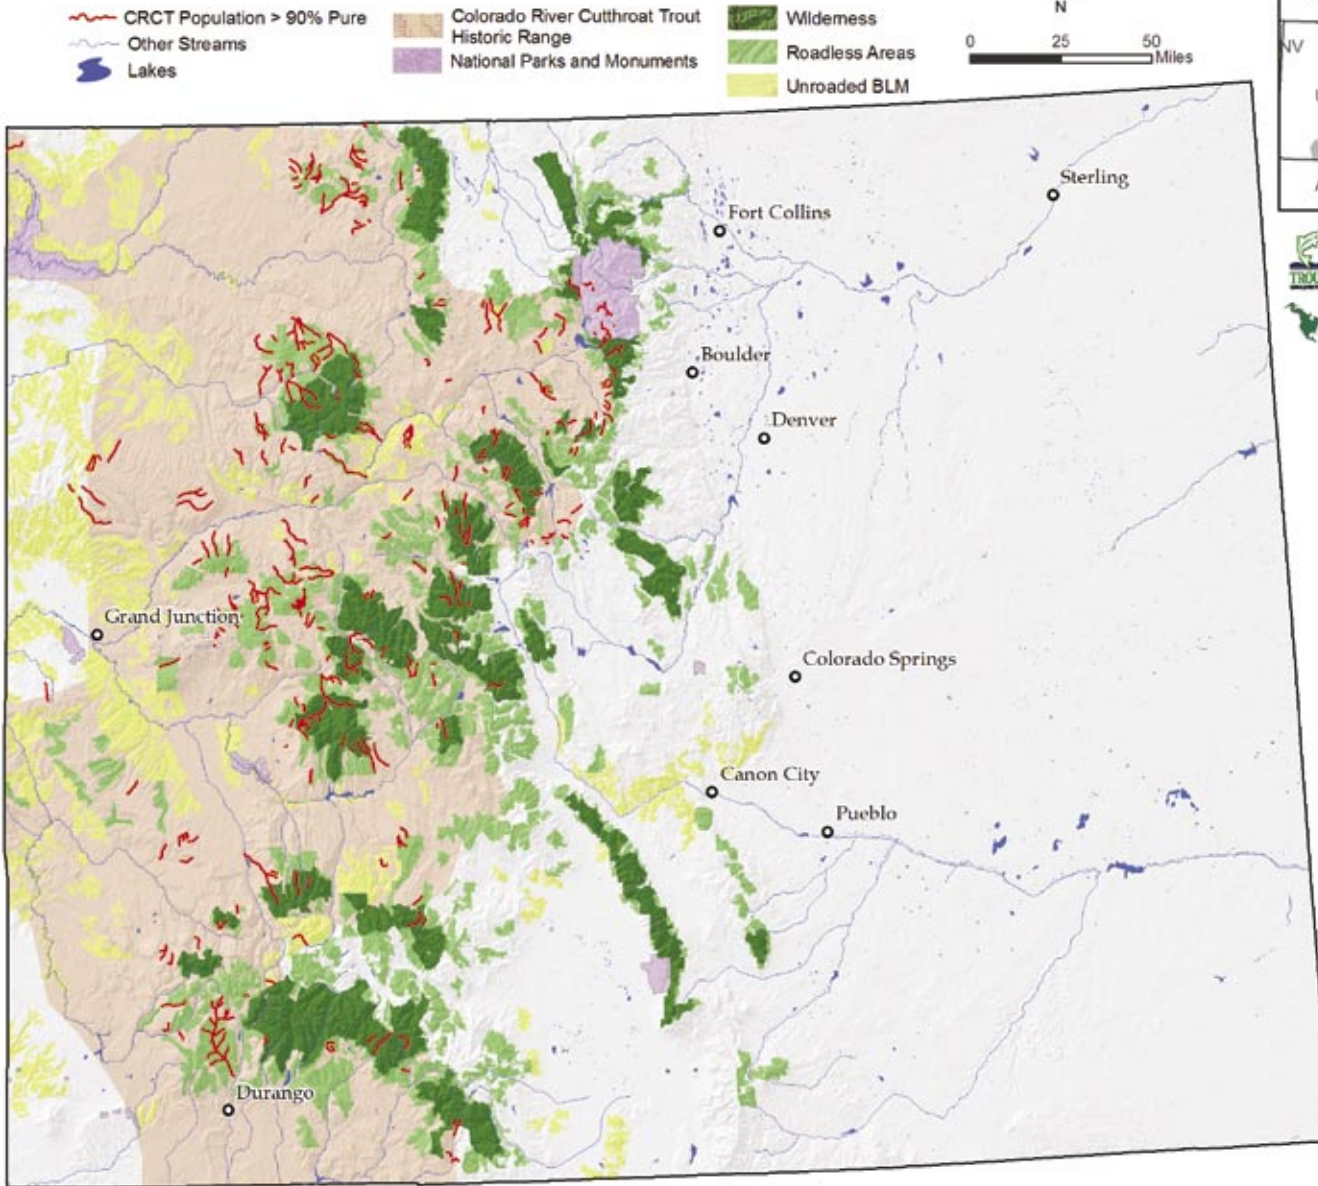 CRCT Population > 90% Pure
Other Streams
Lakes
Colorado River Cutthroat Trout
Historic Range
National Parks and Monuments
Wilderness
Roadless Areas
Unroaded BLM
N
0 25 50
Miles
NV
Sterling
Fort Collins
Boulder
Denver
Grand Junction
Colorado Springs
Canon City
Pueblo
Durango